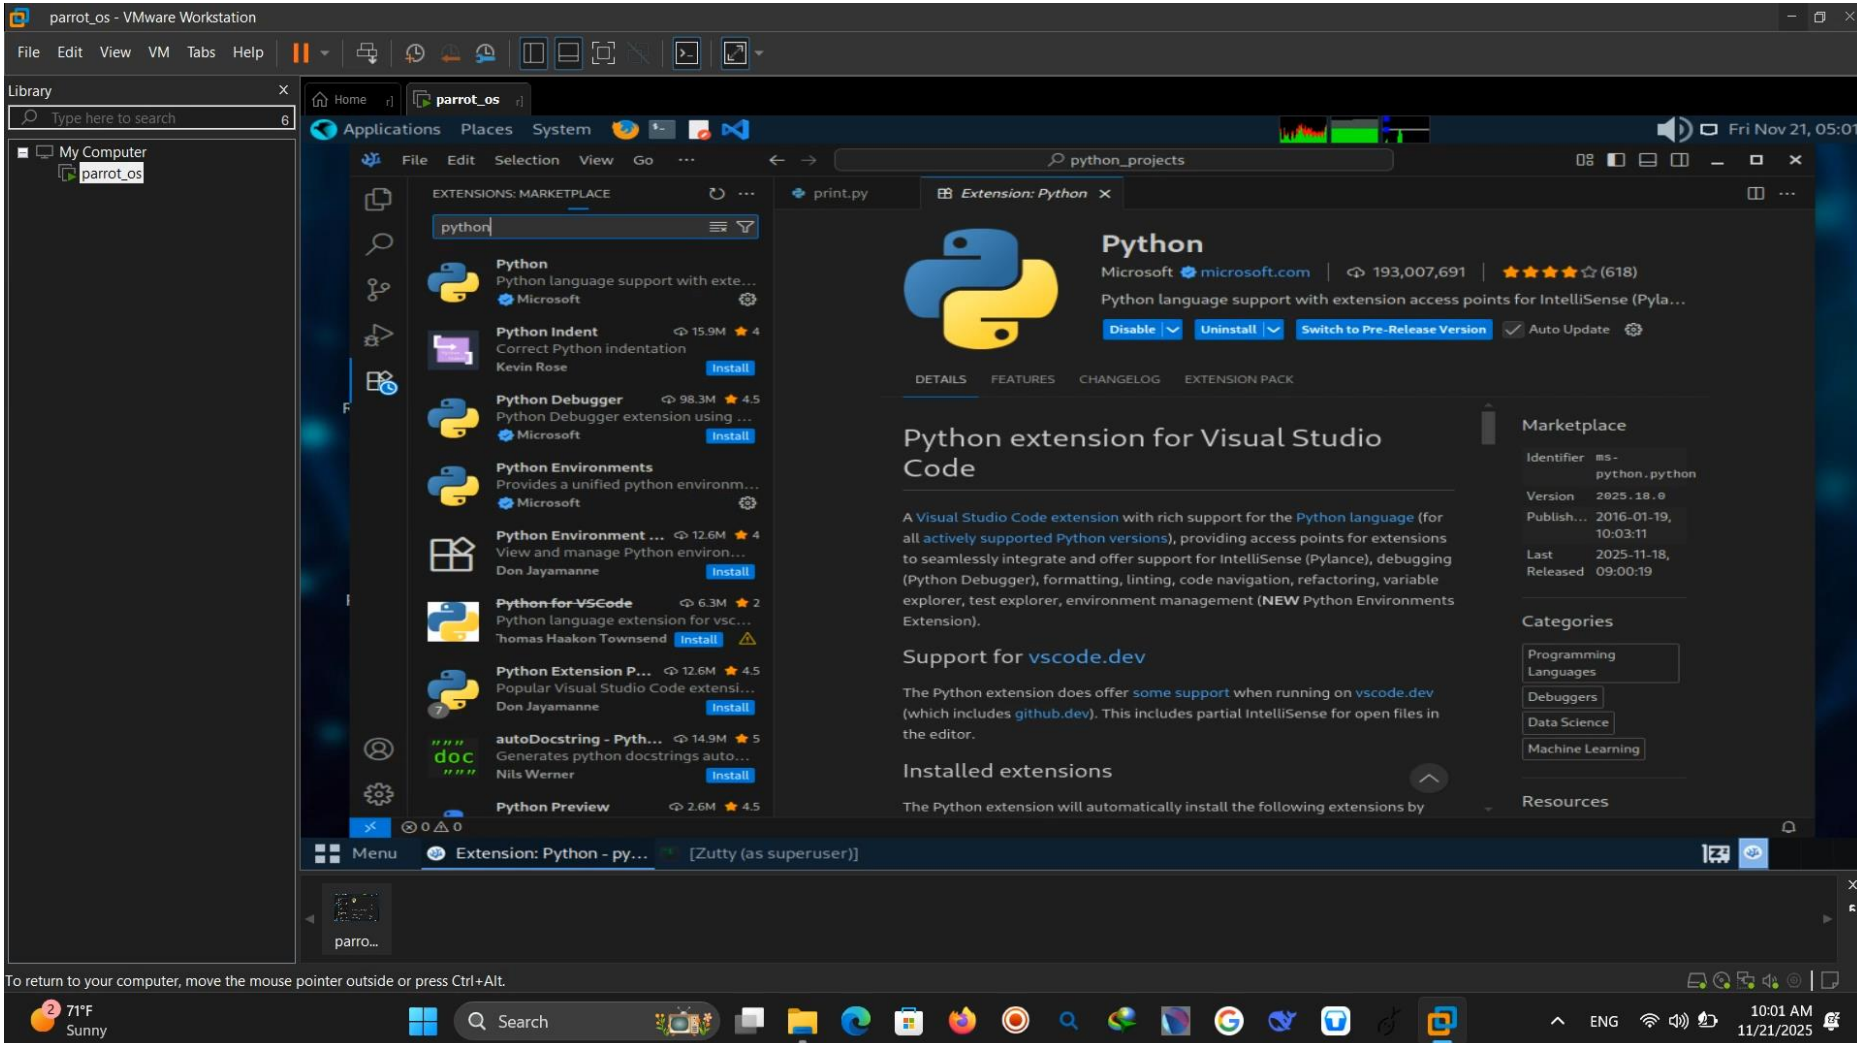 parrot_os - VMware Workstation
File Edit View VM Tabs Help
Library X
Type here to search
My Computer
parrot_os
Home
parrot_os
Applications Places System
Fri Nov 21, 05:01
File Edit Selection View Go ···
python_projects
EXTENSIONS: MARKETPLACE
print.py
Extension: Python
python
Python
Python language support with exte...
Microsoft
Python Indent 15.9M 4
Correct Python indentation
Kevin Rose Install
Python Debugger 98.3M 4.5
Python Debugger extension using ...
Microsoft Install
Python Environments
Provides a unified python environm...
Microsoft
Python Environment ... 12.6M 4
View and manage Python environ...
Don Jayamanne Install
Python for VSCode 6.3M 2
Python language extension for vsc...
Thomas Haakon Townsend Install
Python Extension P... 12.6M 4.5
Popular Visual Studio Code extensi...
7
Don Jayamanne Install
autoDocstring - Pyth... 14.9M 5
"""
doc
"""
Generates python docstrings auto...
Nils Werner Install
Python Preview 2.6M 4.5
Python
Microsoft microsoft.com 193,007,691 (618)
Python language support with extension access points for IntelliSense (Pyla...
Disable Uninstall Switch to Pre-Release Version Auto Update
DETAILS FEATURES CHANGELOG EXTENSION PACK
Python extension for Visual Studio
Code
A Visual Studio Code extension with rich support for the Python language (for
all actively supported Python versions), providing access points for extensions
to seamlessly integrate and offer support for IntelliSense (Pylance), debugging
(Python Debugger), formatting, linting, code navigation, refactoring, variable
explorer, test explorer, environment management (NEW Python Environments
Extension).
Support for vscode.dev
The Python extension does offer some support when running on vscode.dev
(which includes github.dev). This includes partial IntelliSense for open files in
the editor.
Installed extensions
The Python extension will automatically install the following extensions by
Marketplace
Identifier ms-
python.python
Version 2025.18.0
Publish... 2016-01-19,
10:03:11
Last 2025-11-18,
Released 09:00:19
Categories
Programming
Languages
Debuggers
Data Science
Machine Learning
Resources
0 0
Menu
Extension: Python - py...
[Zutty (as superuser)]
parro...
To return to your computer, move the mouse pointer outside or press Ctrl+Alt.
2
71°F
Sunny
Search
ENG
10:01 AM
11/21/2025